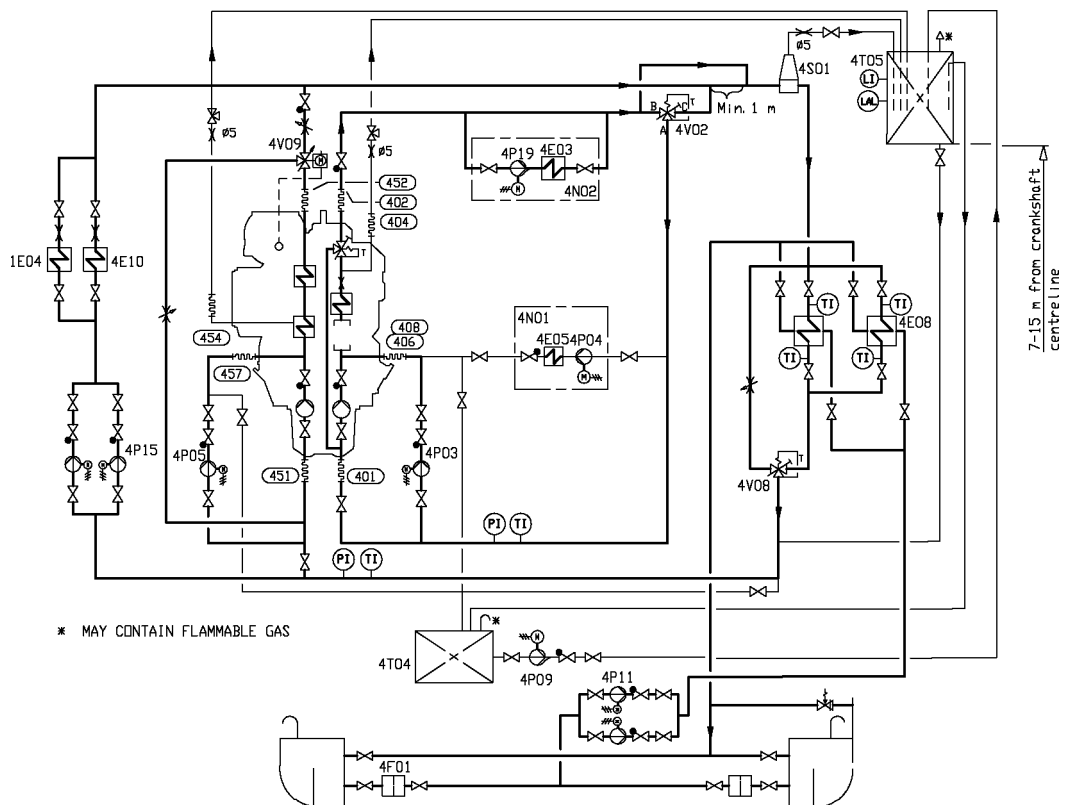 4S01
ø5
*
4T05
LI
LAL
B
C
T
A
4V02
Min. 1 m
4V09
M
ø5
ø5
4P19
M
4E03
4N02
452
402
404
T
1E04
4E10
7-15 m from crankshaft
centreline
TI
TI
4E08
TI
TI
454
408
406
457
4N01
4E05
4P04
M
4P15
M
M
4P05
M
4P03
M
451
401
T
4V08
PI
TI
PI
TI
* MAY CONTAIN FLAMMABLE GAS
*
M
4T04
4P09
4P11
M
M
4F01